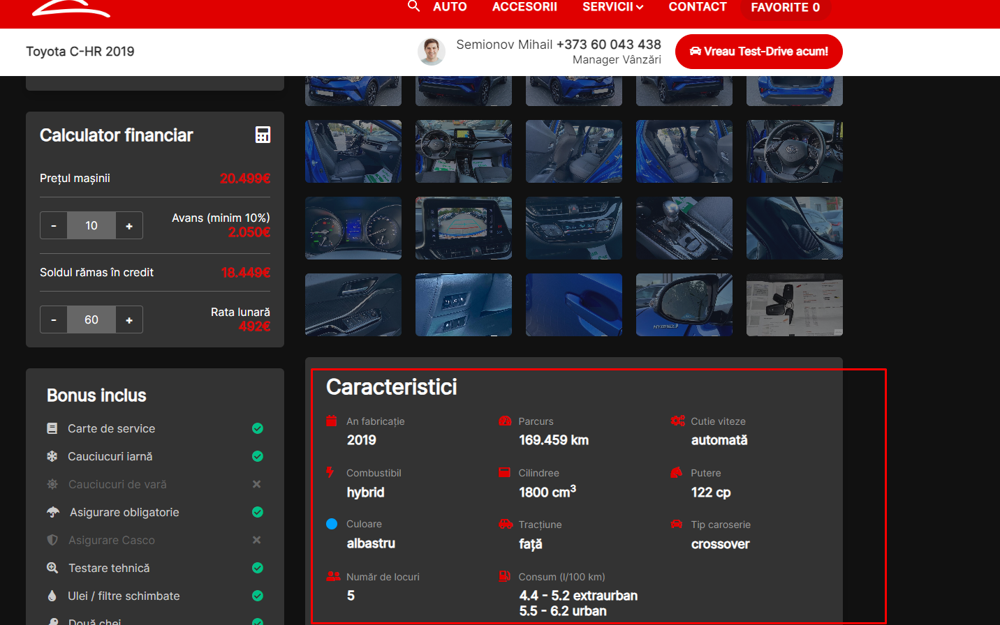 AUTO
ACCESORII
SERVICII
CONTACT
FAVORITE 0
Toyota C-HR 2019
Semionov Mihail +373 60 043 438
Manager Vânzări
Vreau Test-Drive acum!
Calculator financiar
Prețul mașinii
20.499€
- 10 +
Avans (minim 10%)
2.050€
Soldul rămas în credit
18.449€
- 60 +
Rata lunară
492€
Bonus inclus
Carte de service
Cauciucuri iarnă
Cauciucuri de vară
Asigurare obligatorie
Asigurare Casco
Testare tehnică
Ulei / filtre schimbate
Două chei
HYBRID
Caracteristici
An fabricație
2019
Parcurs
169.459 km
Cutie viteze
automată
Combustibil
hybrid
Cilindree
1800 cm³
Putere
122 cp
Culoare
albastru
Tracțiune
față
Tip caroserie
crossover
Număr de locuri
5
Consum (l/100 km)
4.4 - 5.2 extraurban
5.5 - 6.2 urban